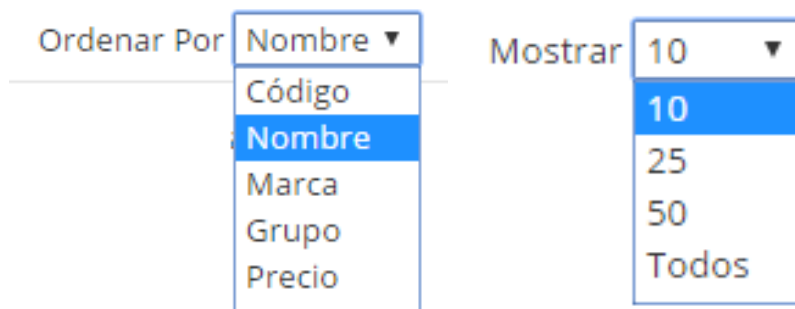 Ordenar Por Nombre ▼
Código
Nombre
Marca
Grupo
Precio
Mostrar 10 ▼
10
25
50
Todos